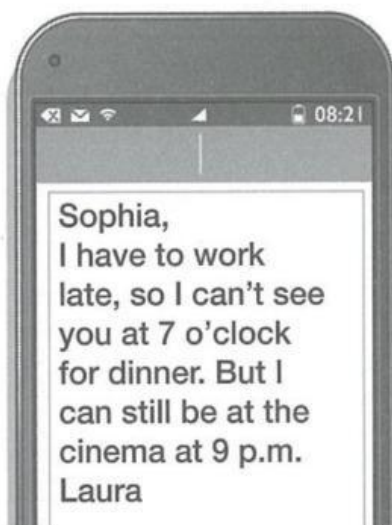 08:21
Sophia,
I have to work
late, so I can't see
you at 7 o'clock
for dinner. But I
can still be at the
cinema at 9 p.m.
Laura